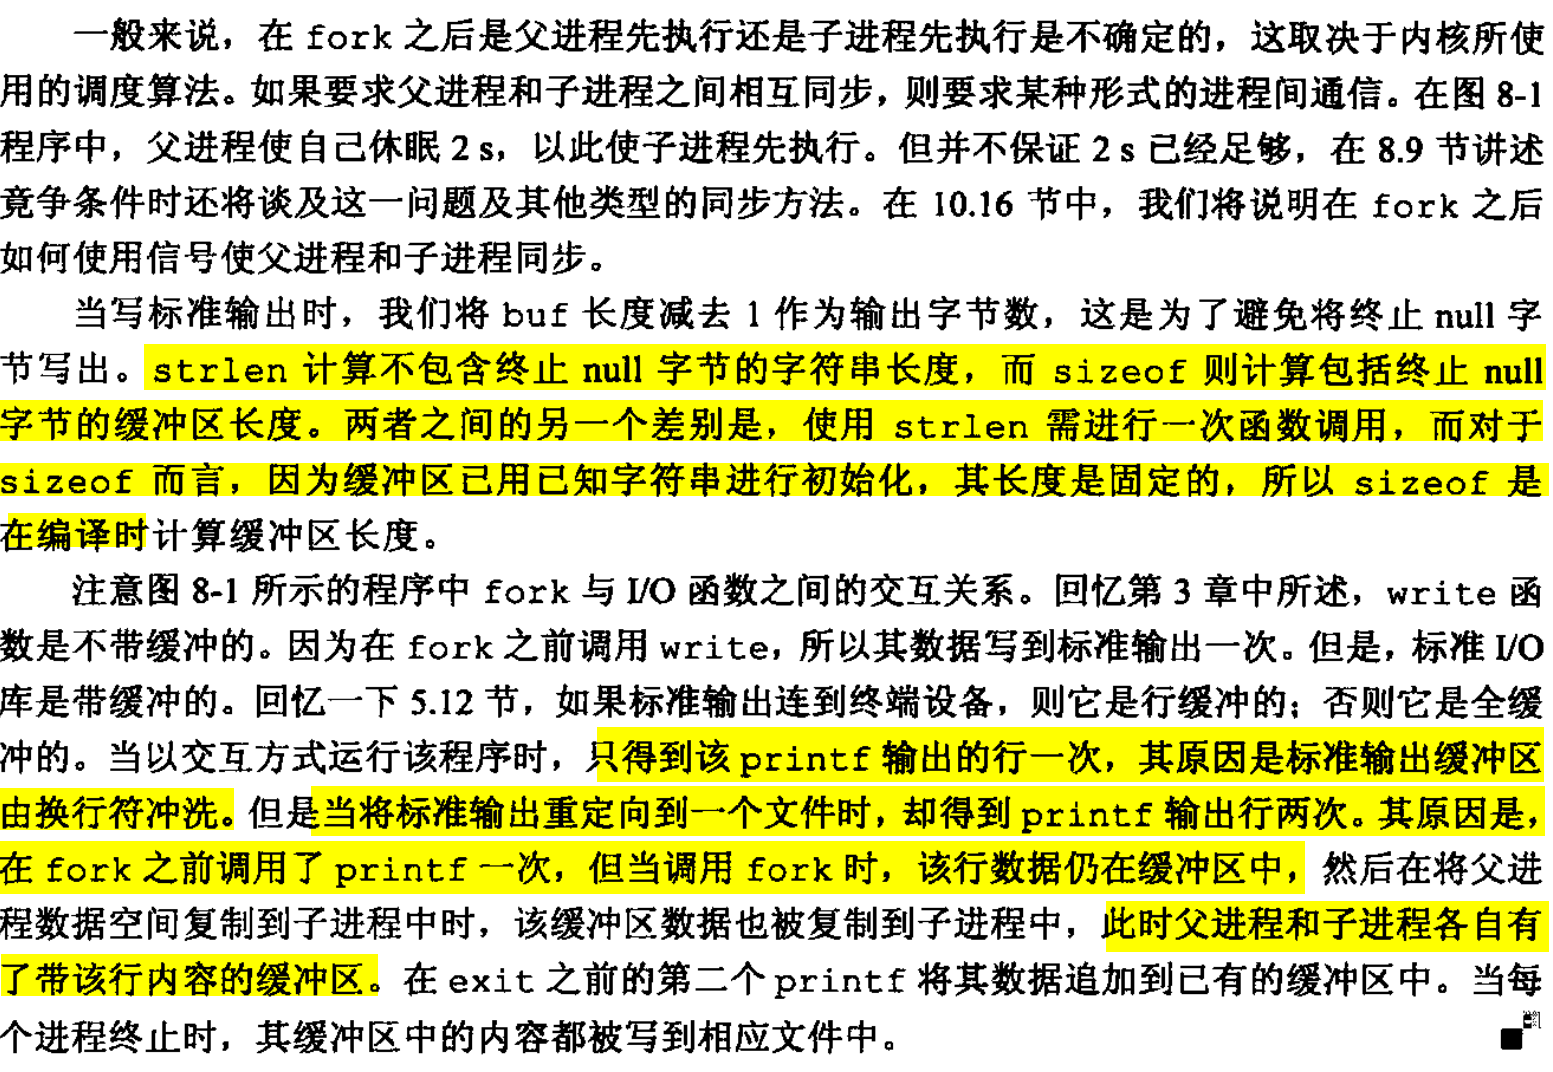 一般来说，在 fork 之后是父进程先执行还是子进程先执行是不确定的，这取决于内核所使
用的调度算法。如果要求父进程和子进程之间相互同步，则要求某种形式的进程间通信。在图 8-1
程序中，父进程使自己休眠 2 s，以此使子进程先执行。但并不保证 2 s 已经足够，在 8.9 节讲述
竟争条件时还将谈及这一问题及其他类型的同步方法。在 10.16 节中，我们将说明在 fork 之后
如何使用信号使父进程和子进程同步。
当写标准输出时，我们将 buf 长度减去 1 作为输出字节数，这是为了避免将终止 null 字
节写出。strlen 计算不包含终止 null 字节的字符串长度，而 sizeof 则计算包括终止 null
字节的缓冲区长度。两者之间的另一个差别是，使用 strlen 需进行一次函数调用，而对于
sizeof 而言，因为缓冲区已用已知字符串进行初始化，其长度是固定的，所以 sizeof 是
在编译时计算缓冲区长度。
注意图 8-1 所示的程序中 fork 与 I/O 函数之间的交互关系。回忆第 3 章中所述，write 函
数是不带缓冲的。因为在 fork 之前调用 write，所以其数据写到标准输出一次。但是，标准 I/O
库是带缓冲的。回忆一下 5.12 节，如果标准输出连到终端设备，则它是行缓冲的；否则它是全缓
冲的。当以交互方式运行该程序时，只得到该 printf 输出的行一次，其原因是标准输出缓冲区
由换行符冲洗。但是当将标准输出重定向到一个文件时，却得到 printf 输出行两次。其原因是，
在 fork 之前调用了 printf 一次，但当调用 fork 时，该行数据仍在缓冲区中，然后在将父进
程数据空间复制到子进程中时，该缓冲区数据也被复制到子进程中，此时父进程和子进程各自有
了带该行内容的缓冲区。在 exit 之前的第二个 printf 将其数据追加到已有的缓冲区中。当每
个进程终止时，其缓冲区中的内容都被写到相应文件中。